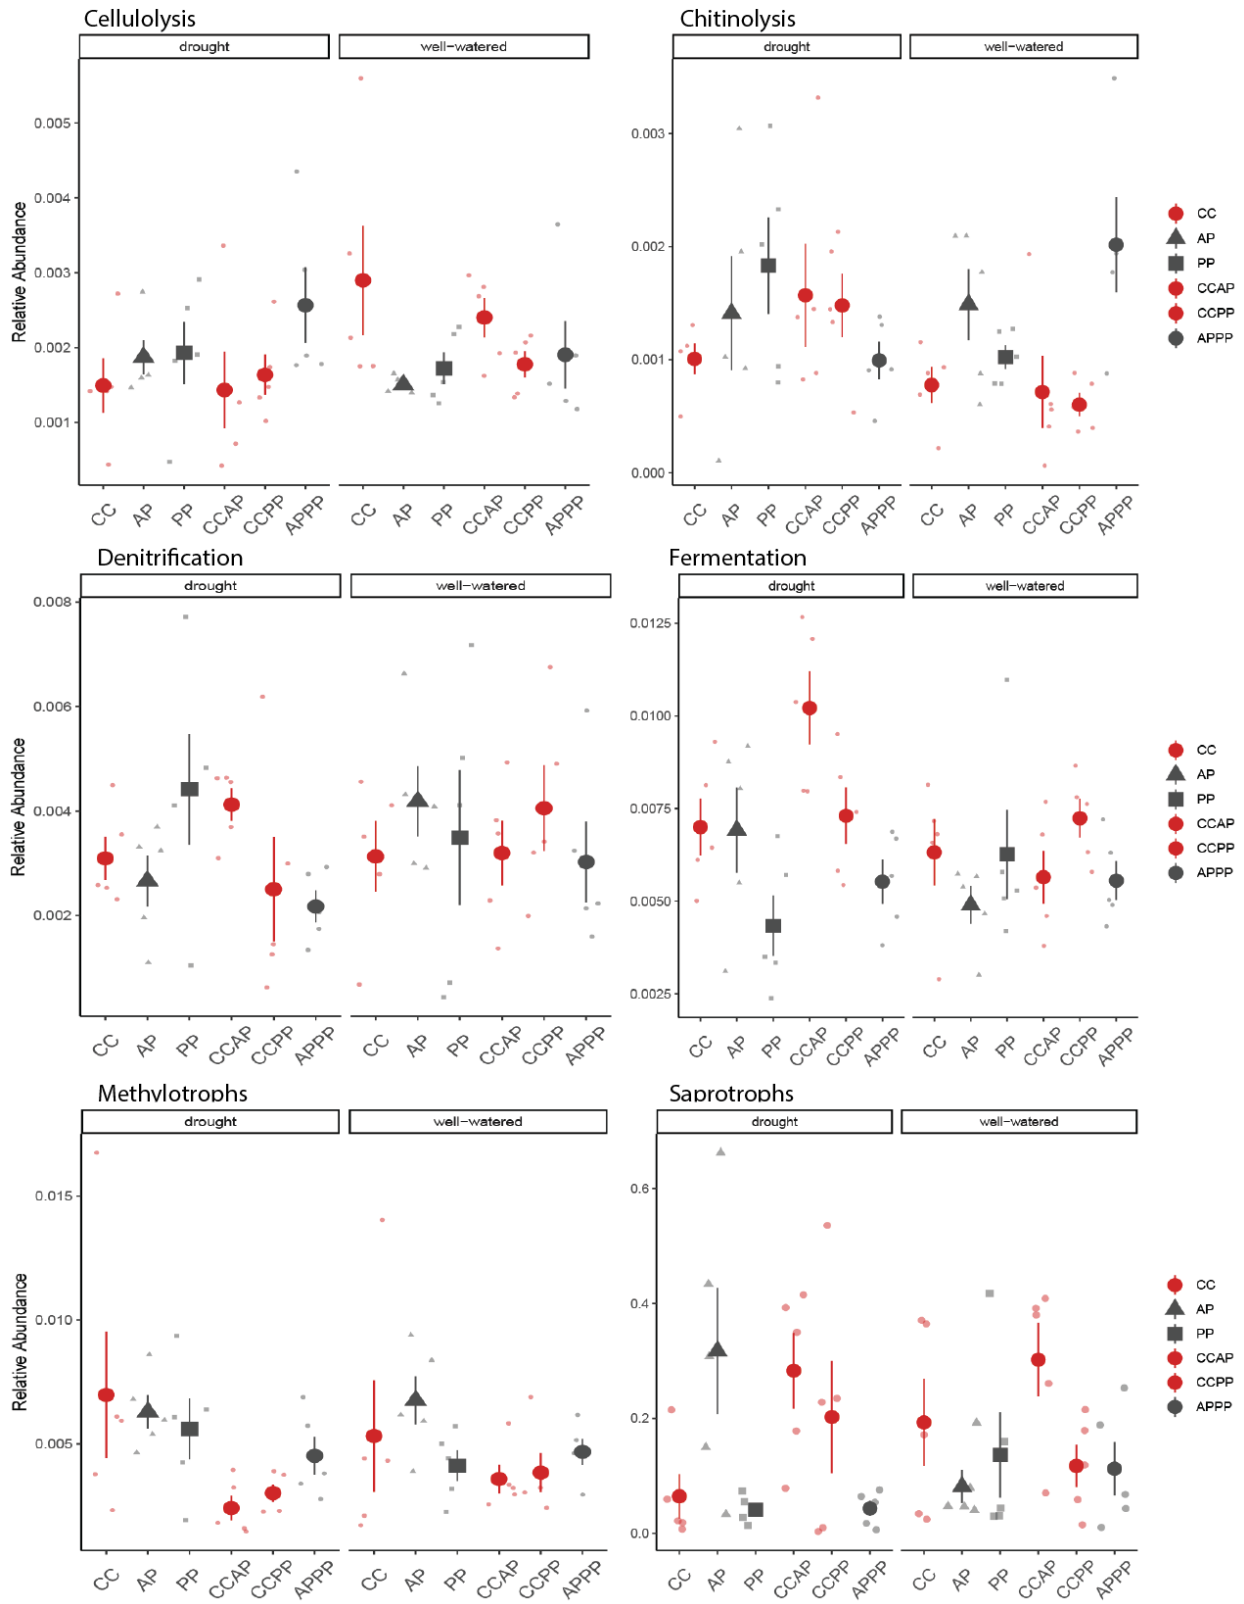 Cellulolysis
drought
well-watered
Relative Abundance
0.005
0.004
0.003
0.002
0.001
CC
AP
PP
CCAP
CCPP
APPP
CC
AP
PP
CCAP
CCPP
APPP
Chitinolysis
drought
well-watered
0.003
0.002
0.001
0.000
CC
AP
PP
CCAP
CCPP
APPP
CC
AP
PP
CCAP
CCPP
APPP
CC
AP
PP
CCAP
CCPP
APPP
Denitrification
drought
well-watered
Relative Abundance
0.008
0.006
0.004
0.002
CC
AP
PP
CCAP
CCPP
APPP
CC
AP
PP
CCAP
CCPP
APPP
Fermentation
drought
well-watered
0.0125
0.0100
0.0075
0.0050
0.0025
CC
AP
PP
CCAP
CCPP
APPP
CC
AP
PP
CCAP
CCPP
APPP
CC
AP
PP
CCAP
CCPP
APPP
Methylotrophs
drought
well-watered
Relative Abundance
0.015
0.010
0.005
CC
AP
PP
CCAP
CCPP
APPP
CC
AP
PP
CCAP
CCPP
APPP
Saprotrophs
drought
well-watered
0.6
0.4
0.2
0.0
CC
AP
PP
CCAP
CCPP
APPP
CC
AP
PP
CCAP
CCPP
APPP
CC
AP
PP
CCAP
CCPP
APPP